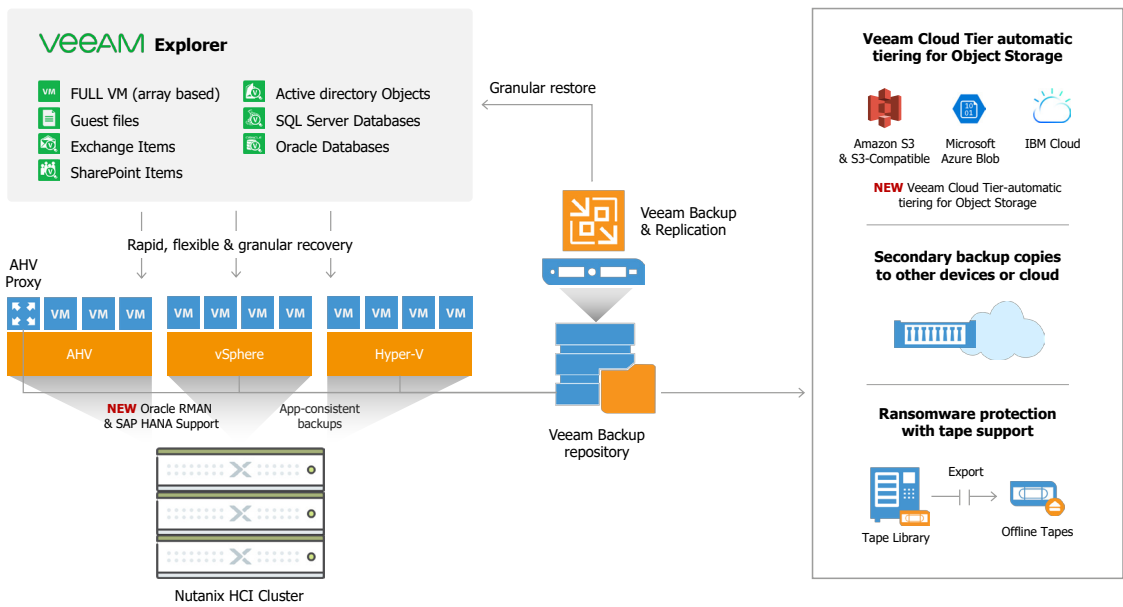 veeAM Explorer
VM FULL VM (array based)
Guest files
Exchange Items
SharePoint Items
Active directory Objects
SQL Server Databases
Oracle Databases
Granular restore
Rapid, flexible & granular recovery
AHV
Proxy
VM VM VM
VM VM VM VM
VM VM VM VM
AHV
vSphere
Hyper-V
NEW Oracle RMAN
& SAP HANA Support
App-consistent
backups
Nutanix HCI Cluster
Veeam Backup
& Replication
Veeam Backup
repository
Veeam Cloud Tier automatic
tiering for Object Storage
10
01
Amazon S3
& S3-Compatible
Microsoft
Azure Blob
IBM Cloud
NEW Veeam Cloud Tier-automatic
tiering for Object Storage
Secondary backup copies
to other devices or cloud
Ransomware protection
with tape support
Export
Tape Library
Offline Tapes